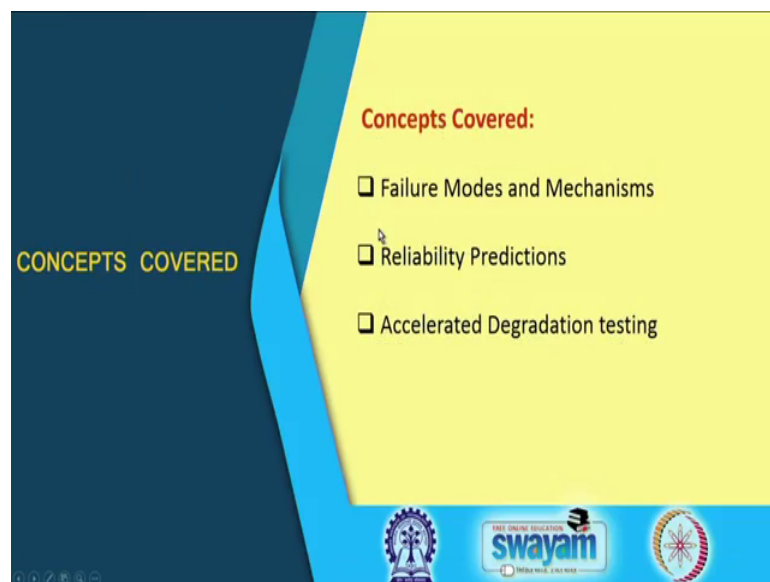 Concepts Covered:
Failure Modes and Mechanisms
CONCEPTS COVERED
Reliability Predictions
Accelerated Degradation testing
FREE ONLINE EDUCATION
swayam